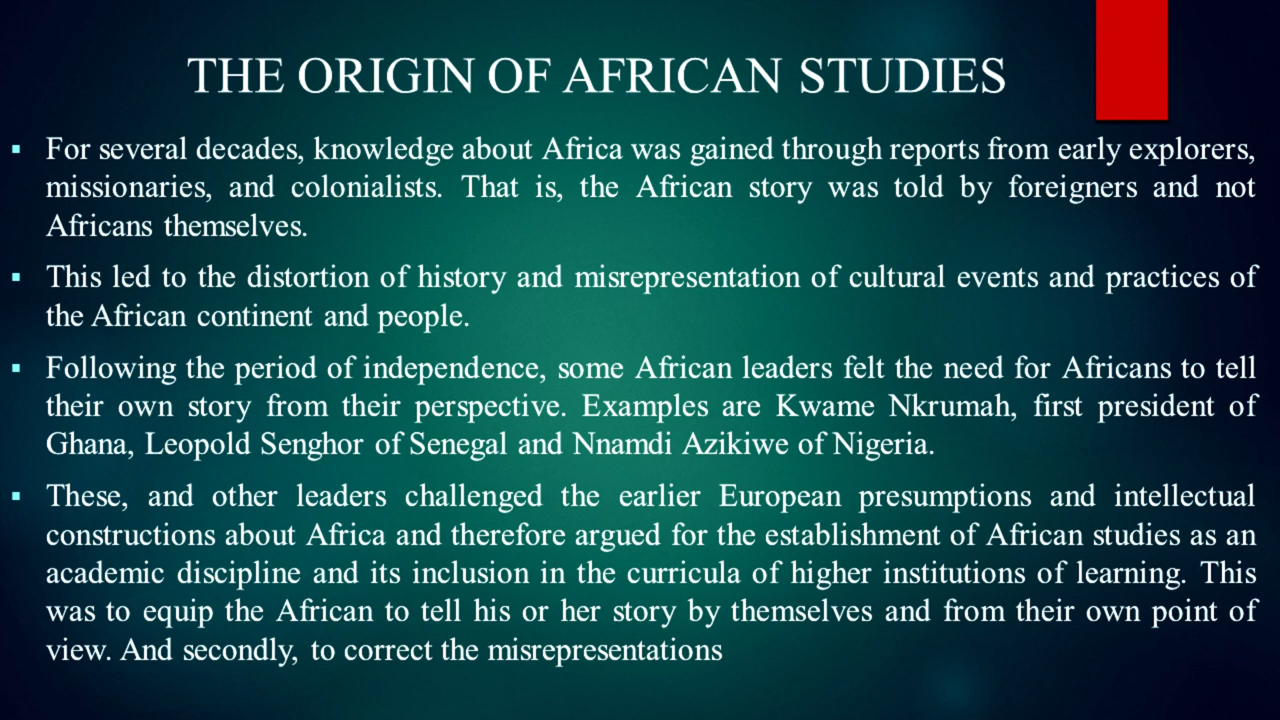 THE ORIGIN OF AFRICAN STUDIES
▪ For several decades, knowledge about Africa was gained through reports from early explorers,
missionaries, and colonialists. That is, the African story was told by foreigners and not
Africans themselves.
▪ This led to the distortion of history and misrepresentation of cultural events and practices of
the African continent and people.
▪ Following the period of independence, some African leaders felt the need for Africans to tell
their own story from their perspective. Examples are Kwame Nkrumah, first president of
Ghana, Leopold Senghor of Senegal and Nnamdi Azikiwe of Nigeria.
▪ These, and other leaders challenged the earlier European presumptions and intellectual
constructions about Africa and therefore argued for the establishment of African studies as an
academic discipline and its inclusion in the curricula of higher institutions of learning. This
was to equip the African to tell his or her story by themselves and from their own point of
view. And secondly, to correct the misrepresentations